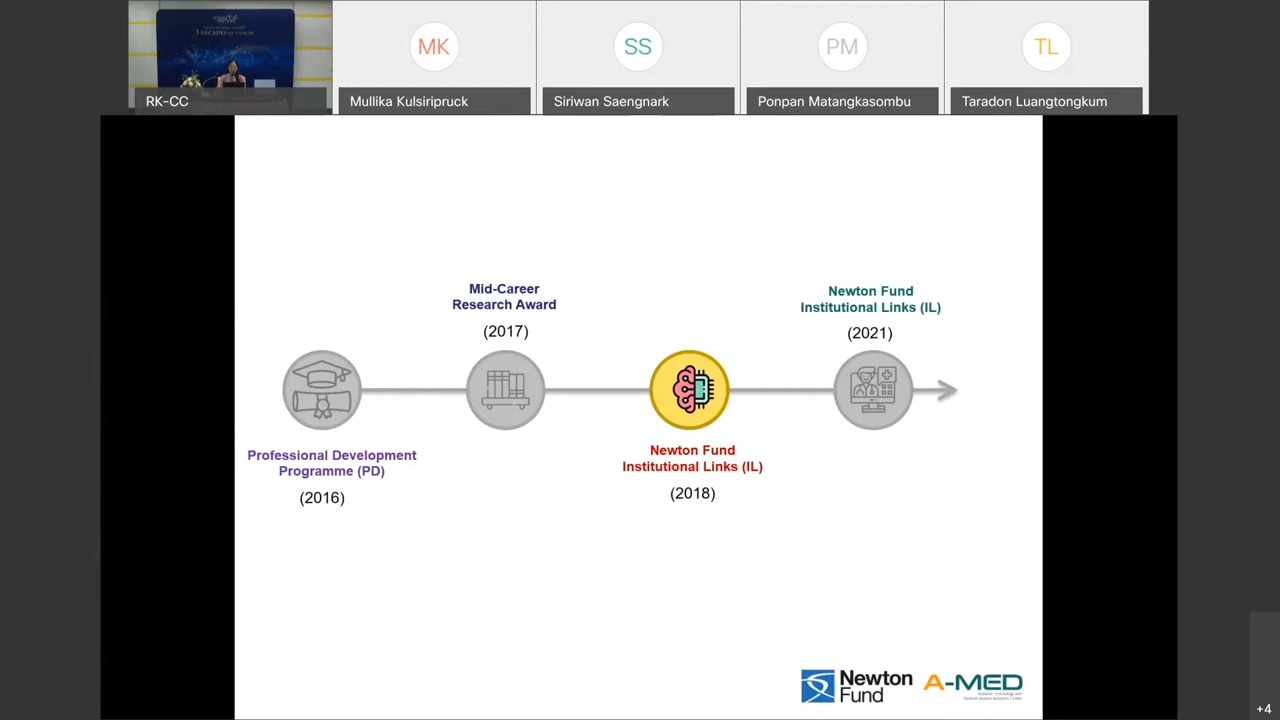 3 DECADES
RK-CC
MK
Mullika Kulsiripruck
SS
Siriwan Saengnark
PM
Ponpan Matangkasombu
TL
Taradon Luangtongkum
Mid-Career
Research Award
(2017)
Newton Fund
Institutional Links (IL)
(2021)
Professional Development
Programme (PD)
(2016)
Newton Fund
Institutional Links (IL)
(2018)
Newton
Fund
A-MED
+4